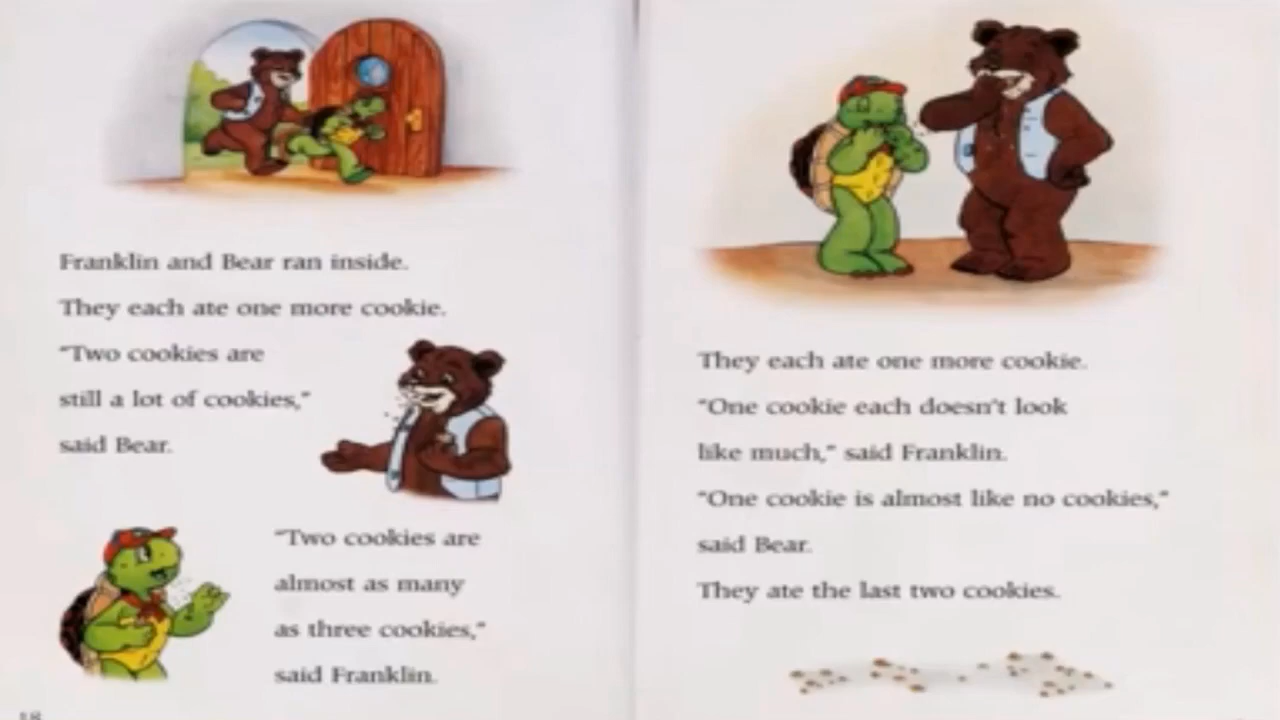 Franklin and Bear ran inside.
They each ate one more cookie.
"Two cookies are
still a lot of cookies,"
said Bear.
"Two cookies are
almost as many
as three cookies,"
said Franklin.
18
They each ate one more cookie.
"One cookie each doesn't look
like much," said Franklin.
"One cookie is almost like no cookies,"
said Bear.
They ate the last two cookies.